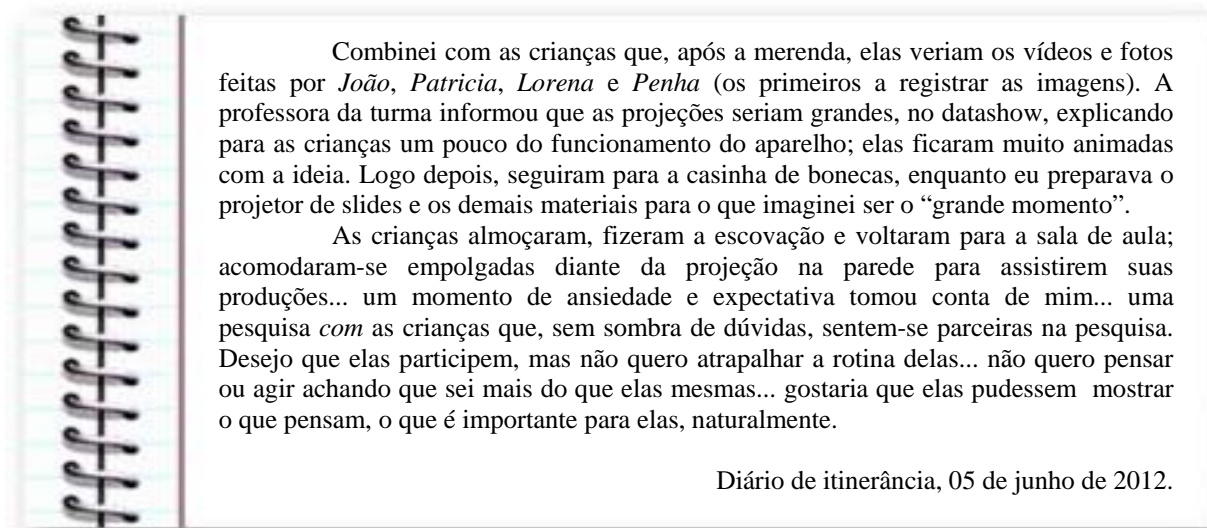 Combinei com as crianças que, após a merenda, elas veriam os vídeos e fotos
feitas por João, Patricia, Lorena e Penha (os primeiros a registrar as imagens). A
professora da turma informou que as projeções seriam grandes, no datashow, explicando
para as crianças um pouco do funcionamento do aparelho; elas ficaram muito animadas
com a ideia. Logo depois, seguiram para a casinha de bonecas, enquanto eu preparava o
projetor de slides e os demais materiais para o que imaginei ser o “grande momento”.
As crianças almoçaram, fizeram a escovação e voltaram para a sala de aula;
acomodaram-se empolgadas diante da projeção na parede para assistirem suas
produções... um momento de ansiedade e expectativa tomou conta de mim... uma
pesquisa com as crianças que, sem sombra de dúvidas, sentem-se parceiras na pesquisa.
Desejo que elas participem, mas não quero atrapalhar a rotina delas... não quero pensar
ou agir achando que sei mais do que elas mesmas... gostaria que elas pudessem mostrar
o que pensam, o que é importante para elas, naturalmente.
Diário de itinerância, 05 de junho de 2012.